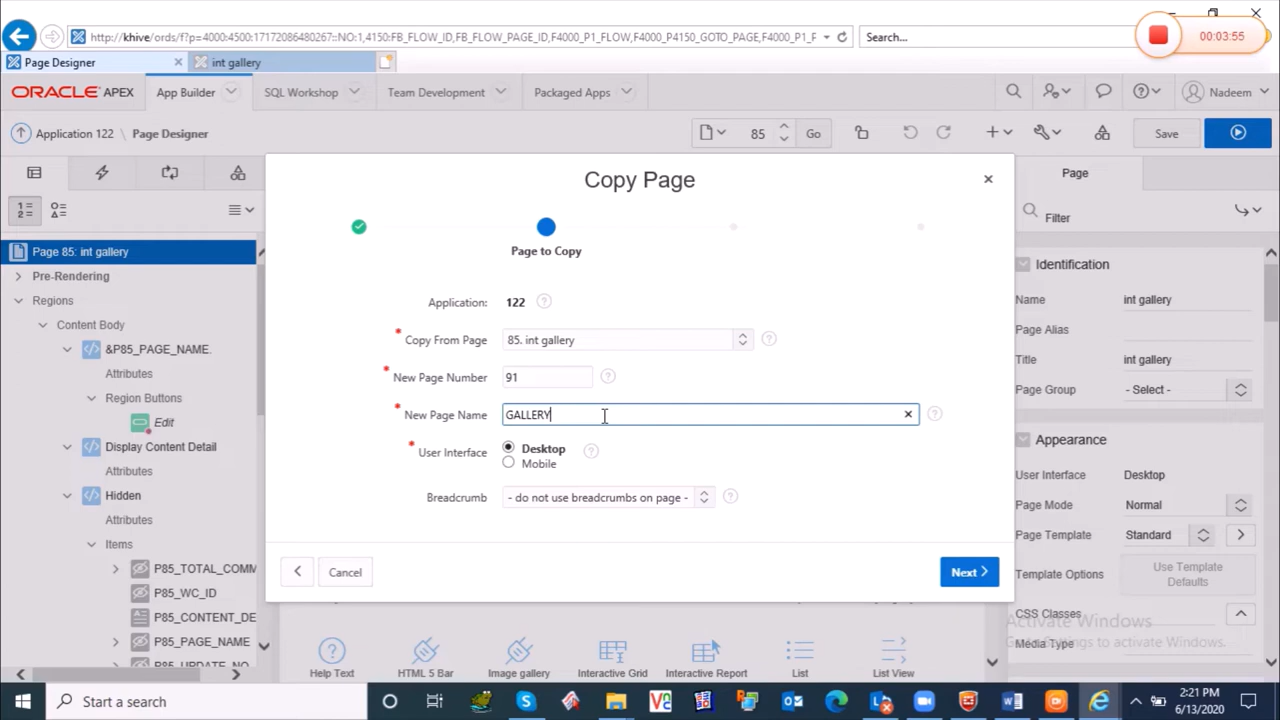 http://khive/ords/f?p=4000:4500:17172086480267::NO:1,4150:FB_FLOW_ID,FB_FLOW_PAGE_ID,F4000_P1_FLOW,F4000_P4150_GOTO_PAGE,F4000_P1_F
Search...
00:03:55
Page Designer
int gallery
ORACLE APEX
App Builder
SQL Workshop
Team Development
Packaged Apps
Nadeem
Application 122 \ Page Designer
85
Go
Save
Page 85: int gallery
Pre-Rendering
Regions
Content Body
&P85_PAGE_NAME.
Attributes
Region Buttons
Edit
Display Content Detail
Attributes
Hidden
Attributes
Items
P85_TOTAL_COMM
P85_WC_ID
P85_CONTENT_DE
P85_PAGE_NAME
P85_UPDATE_NO
Copy Page
Page to Copy
Application: 122
Copy From Page 85. int gallery
New Page Number 91
New Page Name GALLERY
User Interface Desktop
Mobile
Breadcrumb - do not use breadcrumbs on page -
Cancel
Next
Help Text
HTML 5 Bar
Image gallery
Interactive Grid
Interactive Report
List
List View
Page
Filter
Identification
Name int gallery
Page Alias
Title int gallery
Page Group - Select -
Appearance
User Interface Desktop
Page Mode Normal
Page Template Standard
Template Options Use Template Defaults
CSS Classes
Media Type
Activate Windows
Go to Settings to activate Windows.
Start a search
2:21 PM
6/13/2020